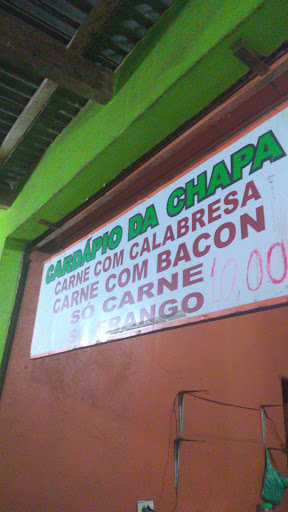 CARDÁPIO DA CHAPA
CARNE COM CALABRESA
CARNE COM BACON
SÓ CARNE 10,00
FRANGO